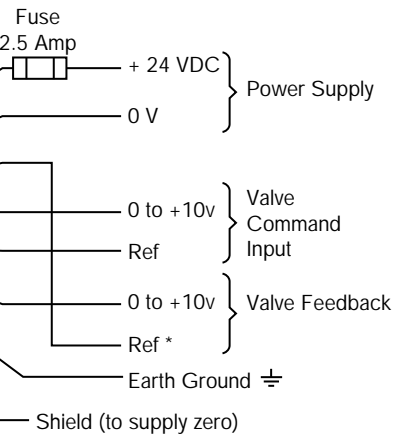 Fuse
2.5 Amp
+ 24 VDC
0 V
Power Supply
0 to +10v
Ref
Valve
Command
Input
0 to +10v
Ref *
Valve Feedback
Earth Ground
Shield (to supply zero)